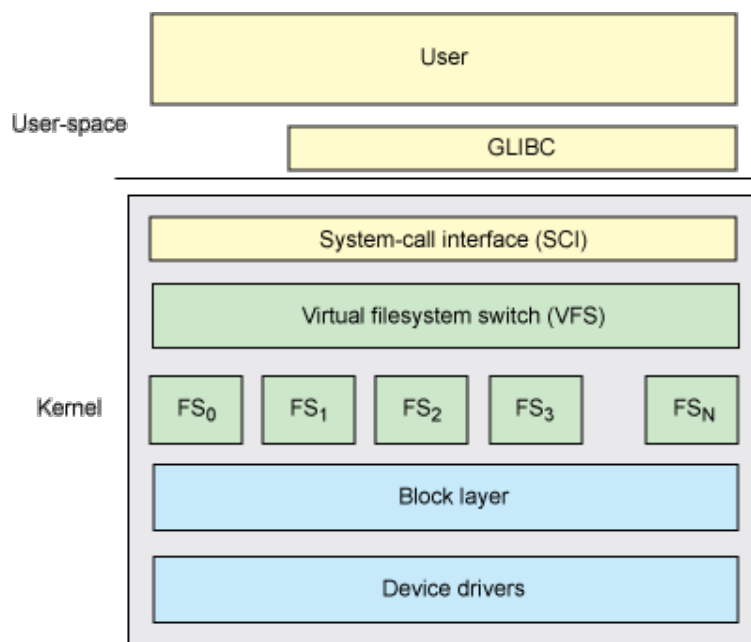 User
User-space
GLIBC
System-call interface (SCI)
Virtual filesystem switch (VFS)
Kernel
FS0 FS1 FS2 FS3 FSN
Block layer
Device drivers